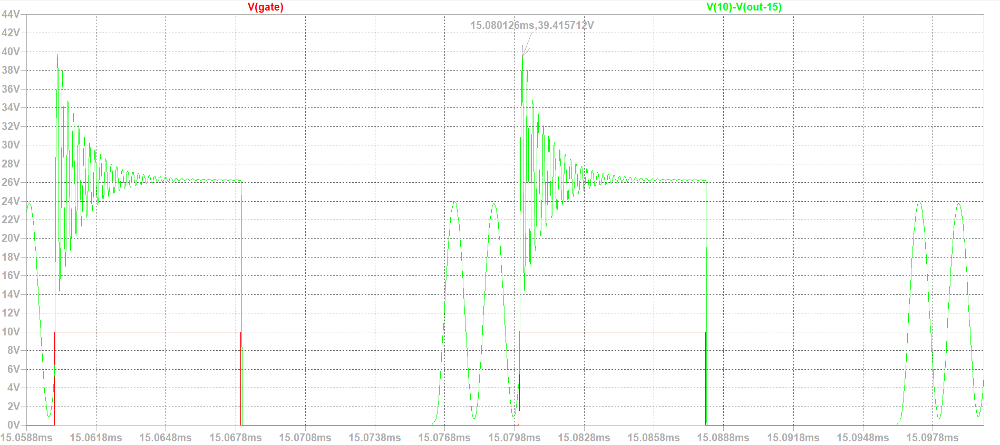 V(gate)
V(10)-V(out-15)
15.080126ms,39.415712V
44V
42V
40V
38V
36V
34V
32V
30V
28V
26V
24V
22V
20V
18V
16V
14V
12V
10V
8V
6V
4V
2V
0V
15.0588ms
15.0618ms
15.0648ms
15.0678ms
15.0708ms
15.0738ms
15.0768ms
15.0798ms
15.0828ms
15.0858ms
15.0888ms
15.0918ms
15.0948ms
15.0978ms